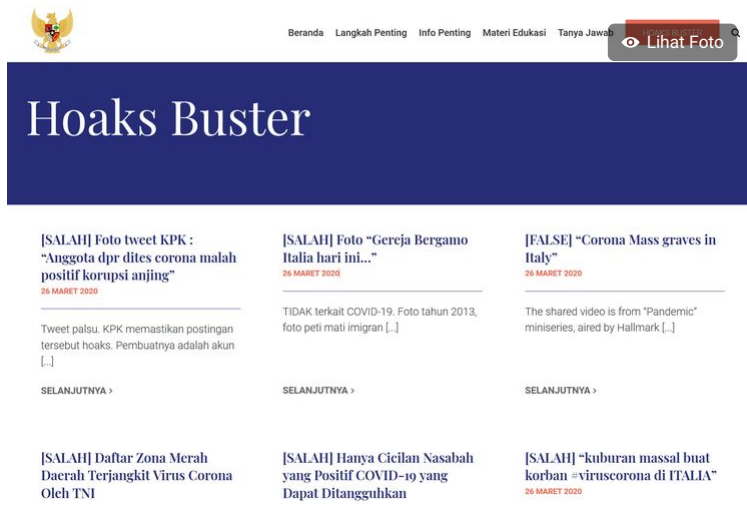 Beranda Langkah Penting Info Penting Materi Edukasi Tanya Jawab HOAKS BUSTER
Lihat Foto
Hoaks Buster
[SALAH] Foto tweet KPK :
“Anggota dpr dites corona malah
positif korupsi anjing”
26 MARET 2020
Tweet palsu. KPK memastikan postingan
tersebut hoaks. Pembuatnya adalah akun
[...]
SELANJUTNYA >
[SALAH] Foto “Gereja Bergamo
Italia hari ini...”
26 MARET 2020
TIDAK terkait COVID-19. Foto tahun 2013,
foto peti mati imigran [...]
SELANJUTNYA >
[FALSE] “Corona Mass graves in
Italy”
26 MARET 2020
The shared video is from “Pandemic”
miniseries, aired by Hallmark [...]
SELANJUTNYA >
[SALAH] Daftar Zona Merah
Daerah Terjangkit Virus Corona
Oleh TNI
[SALAH] Hanya Cicilan Nasabah
yang Positif COVID-19 yang
Dapat Ditangguhkan
[SALAH] “kuburan massal buat
korban #viruscorona di ITALIA”
26 MARET 2020